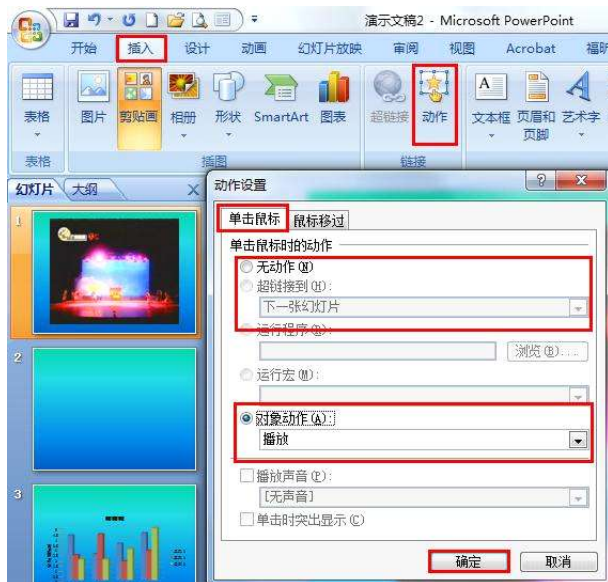 演示文稿2 - Microsoft PowerPoint
开始 插入 设计 动画 幻灯片放映 审阅 视图 Acrobat
表格 图片 剪贴画 相册 形状 SmartArt 图表 超链接 动作 文本框 页眉和页脚 艺术字
表格 插图 链接
幻灯片 大纲
动作设置
单击鼠标 鼠标移过
单击鼠标时的动作
无动作(N)
超链接到(H):
下一张幻灯片
运行程序(R):
浏览(B)...
运行宏(M):
对象动作(A):
播放
播放声音(P):
[无声音]
单击时突出显示(C)
确定 取消
1
2
3